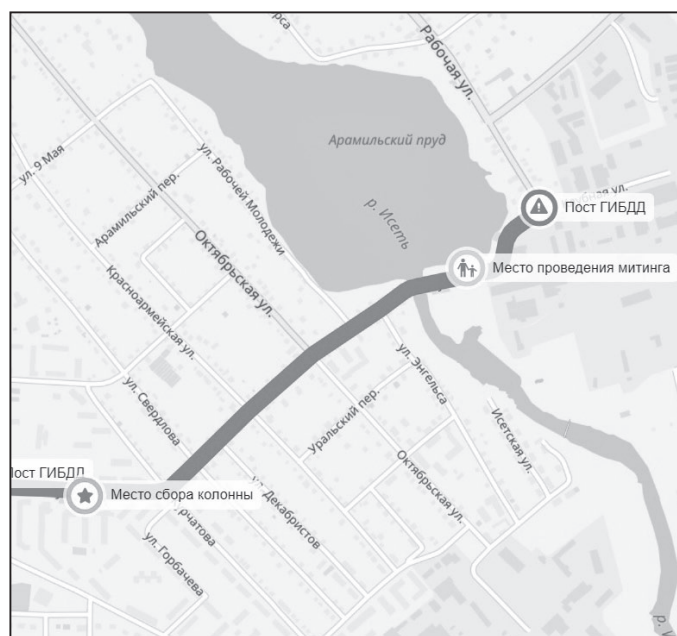 Рабочая ул.
Арамильский пруд
ул. 9 Мая
ул. Рабочей Молодежи
Арамильский пер.
р. Исеть
Пост ГИБДД
Октябрьская ул.
Место проведения митинга
Красноармейская ул.
ул. Энгельса
Уральский пер.
ул. Свердлова
Исетская ул.
Октябрьская ул.
Пост ГИБДД
Место сбора колонны
Декабристов
ул. Горбачева